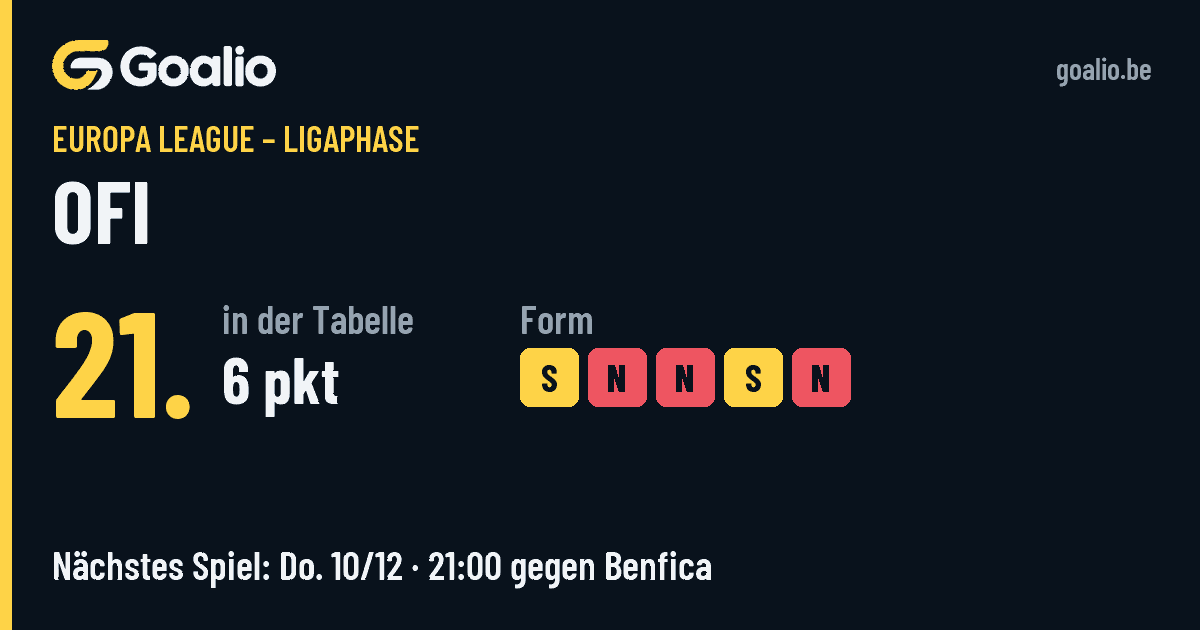 Goalio
goalio.be
EUROPA LEAGUE – LIGAPHASE
OFI
21.
in der Tabelle
6 pkt
Form
S N N S N
Nächstes Spiel: Do. 10/12 · 21:00 gegen Benfica